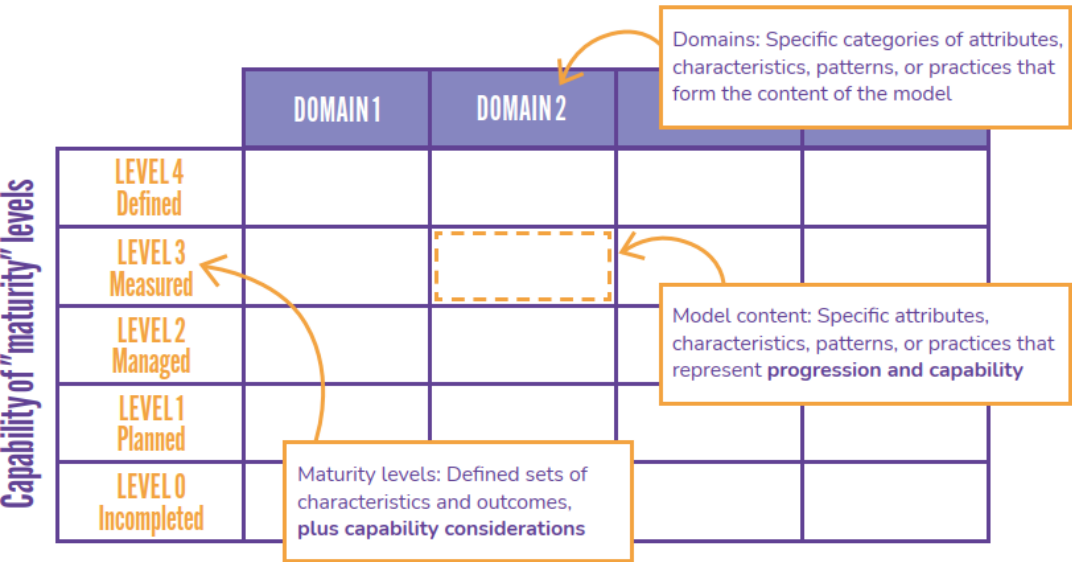 Domains: Specific categories of attributes,
characteristics, patterns, or practices that
form the content of the model
DOMAIN 1
DOMAIN 2
Capability of "maturity" levels
LEVEL 4
Defined
LEVEL 3
Measured
LEVEL 2
Managed
LEVEL 1
Planned
LEVEL 0
Incompleted
Model content: Specific attributes,
characteristics, patterns, or practices that
represent progression and capability
Maturity levels: Defined sets of
characteristics and outcomes,
plus capability considerations